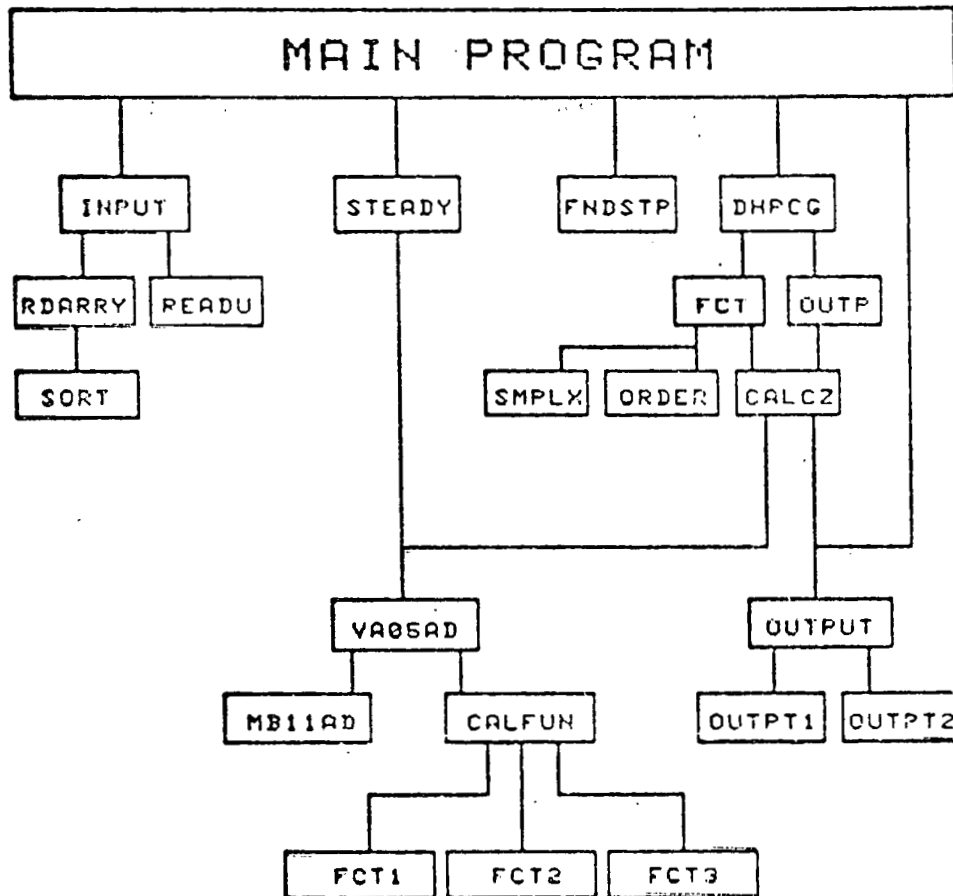 MAIN PROGRAM
INPUT STEADY FNDSTP DHPCG
RDARRY READU FCT OUTP
SORT SMPLX ORDER CALCZ
VA05AD OUTPUT
MB11AD CALFUN OUTPT1 OUTPT2
FCT1 FCT2 FCT3